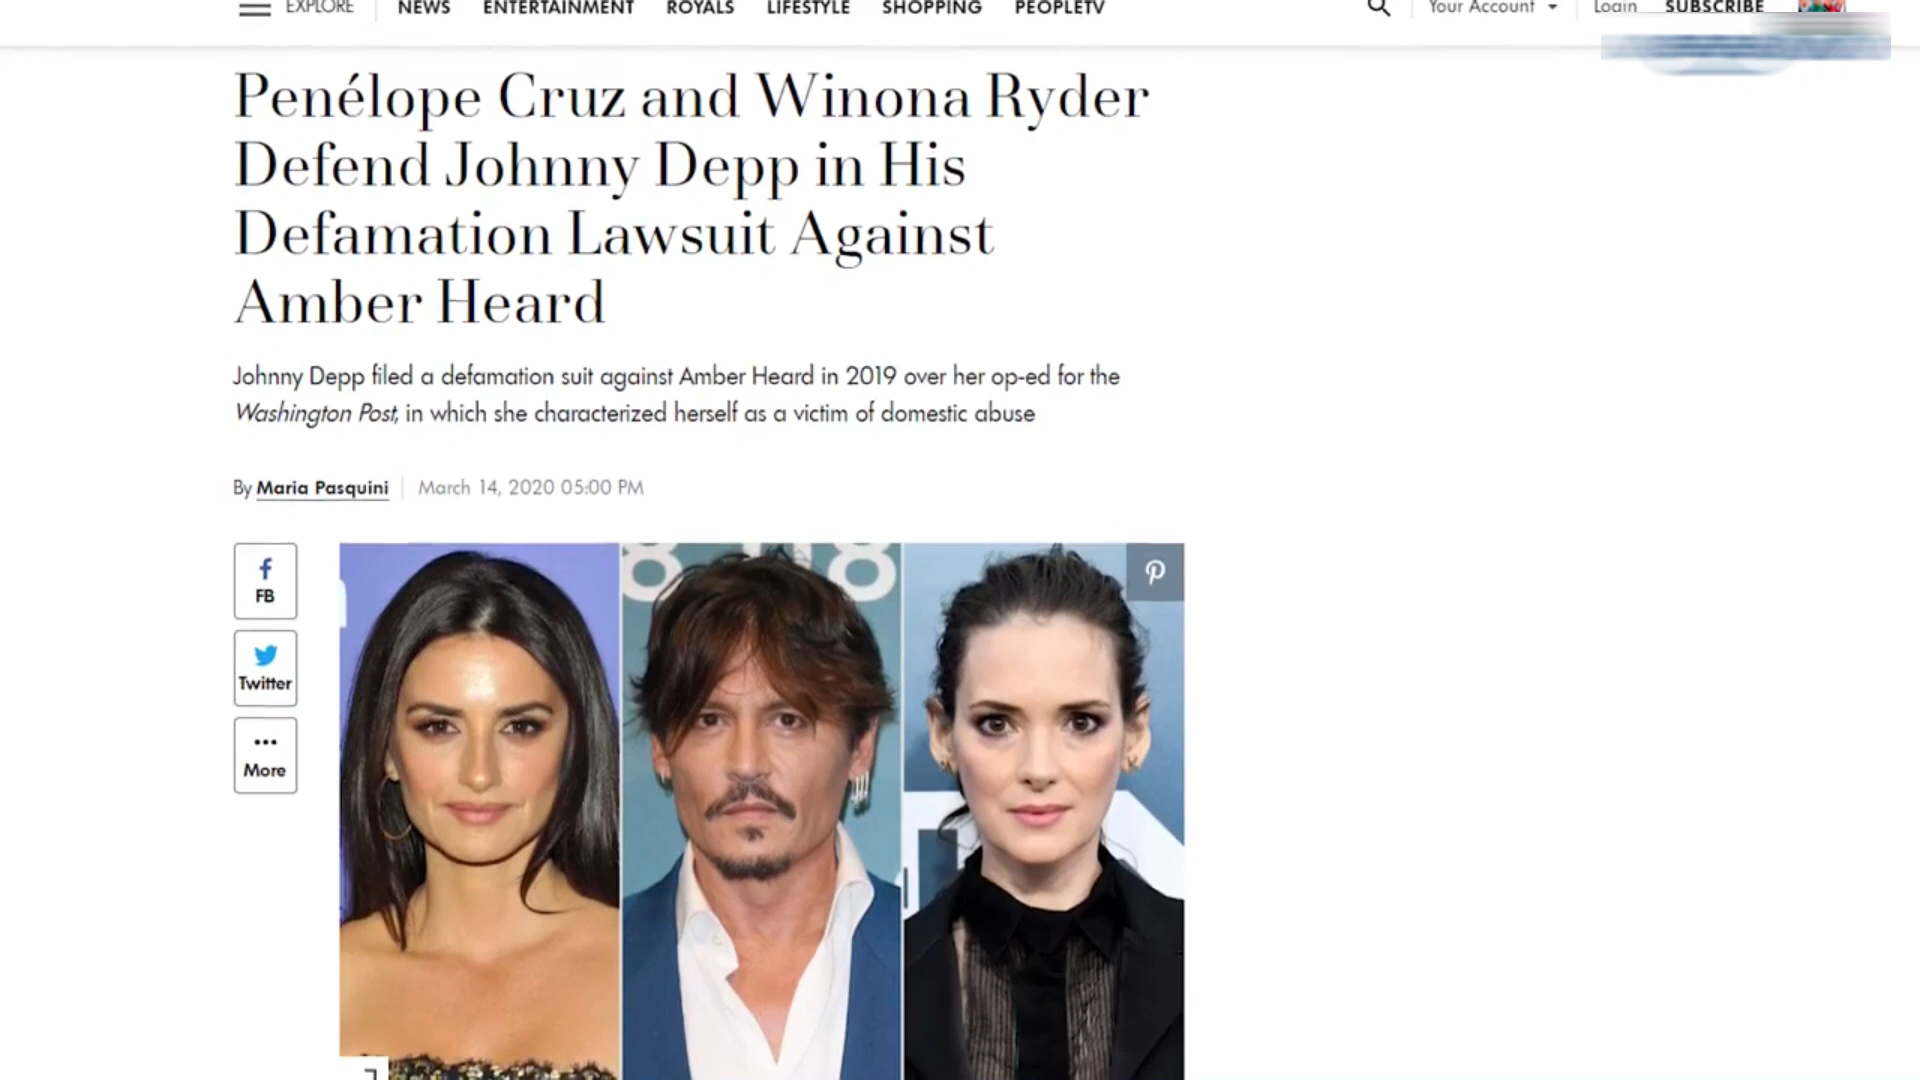 EXPLORE NEWS ENTERTAINMENT ROYALS LIFESTYLE SHOPPING PEOPLETV Your Account Login SUBSCRIBE
Penélope Cruz and Winona Ryder
Defend Johnny Depp in His
Defamation Lawsuit Against
Amber Heard
Johnny Depp filed a defamation suit against Amber Heard in 2019 over her op-ed for the
Washington Post, in which she characterized herself as a victim of domestic abuse
By Maria Pasquini March 14, 2020 05:00 PM
FB
Twitter
More